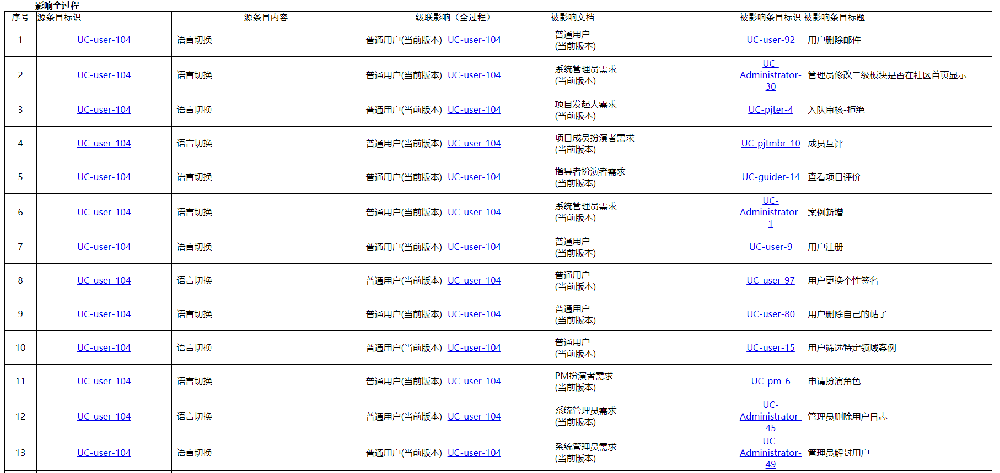 影响全过程
序号 源条目标识 源条目内容 级联影响（全过程） 被影响文档 被影响条目标识 被影响条目标题
1 UC-user-104 语言切换 普通用户(当前版本) UC-user-104 普通用户
(当前版本) UC-user-92 用户删除邮件
2 UC-user-104 语言切换 普通用户(当前版本) UC-user-104 系统管理员需求
(当前版本) UC-
Administrator-
30 管理员修改二级板块是否在社区首页显示
3 UC-user-104 语言切换 普通用户(当前版本) UC-user-104 项目发起人需求
(当前版本) UC-pjter-4 入队审核-拒绝
4 UC-user-104 语言切换 普通用户(当前版本) UC-user-104 项目成员扮演者需求
(当前版本) UC-pjtmbr-10 成员互评
5 UC-user-104 语言切换 普通用户(当前版本) UC-user-104 指导者扮演者需求
(当前版本) UC-guider-14 查看项目评价
6 UC-user-104 语言切换 普通用户(当前版本) UC-user-104 系统管理员需求
(当前版本) UC-
Administrator-
1 案例新增
7 UC-user-104 语言切换 普通用户(当前版本) UC-user-104 普通用户
(当前版本) UC-user-9 用户注册
8 UC-user-104 语言切换 普通用户(当前版本) UC-user-104 普通用户
(当前版本) UC-user-97 用户更换个性签名
9 UC-user-104 语言切换 普通用户(当前版本) UC-user-104 普通用户
(当前版本) UC-user-80 用户删除自己的帖子
10 UC-user-104 语言切换 普通用户(当前版本) UC-user-104 普通用户
(当前版本) UC-user-15 用户筛选特定领域案例
11 UC-user-104 语言切换 普通用户(当前版本) UC-user-104 PM扮演者需求
(当前版本) UC-pm-6 申请扮演角色
12 UC-user-104 语言切换 普通用户(当前版本) UC-user-104 系统管理员需求
(当前版本) UC-
Administrator-
45 管理员删除用户日志
13 UC-user-104 语言切换 普通用户(当前版本) UC-user-104 系统管理员需求
(当前版本) UC-
Administrator-
49 管理员解封用户